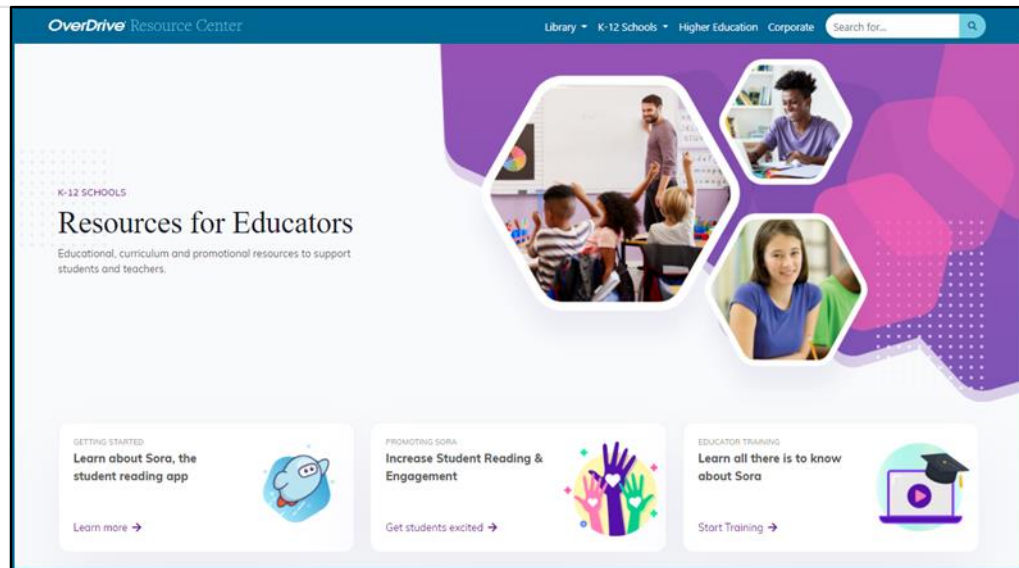 OverDrive Resource Center
Library K-12 Schools Higher Education Corporate Search for...
K-12 SCHOOLS
Resources for Educators
Educational, curriculum and promotional resources to support
students and teachers.
GETTING STARTED
Learn about Sora, the
student reading app
Learn more →
PROMOTING SORA
Increase Student Reading &
Engagement
Get students excited →
EDUCATOR TRAINING
Learn all there is to know
about Sora
Start Training →